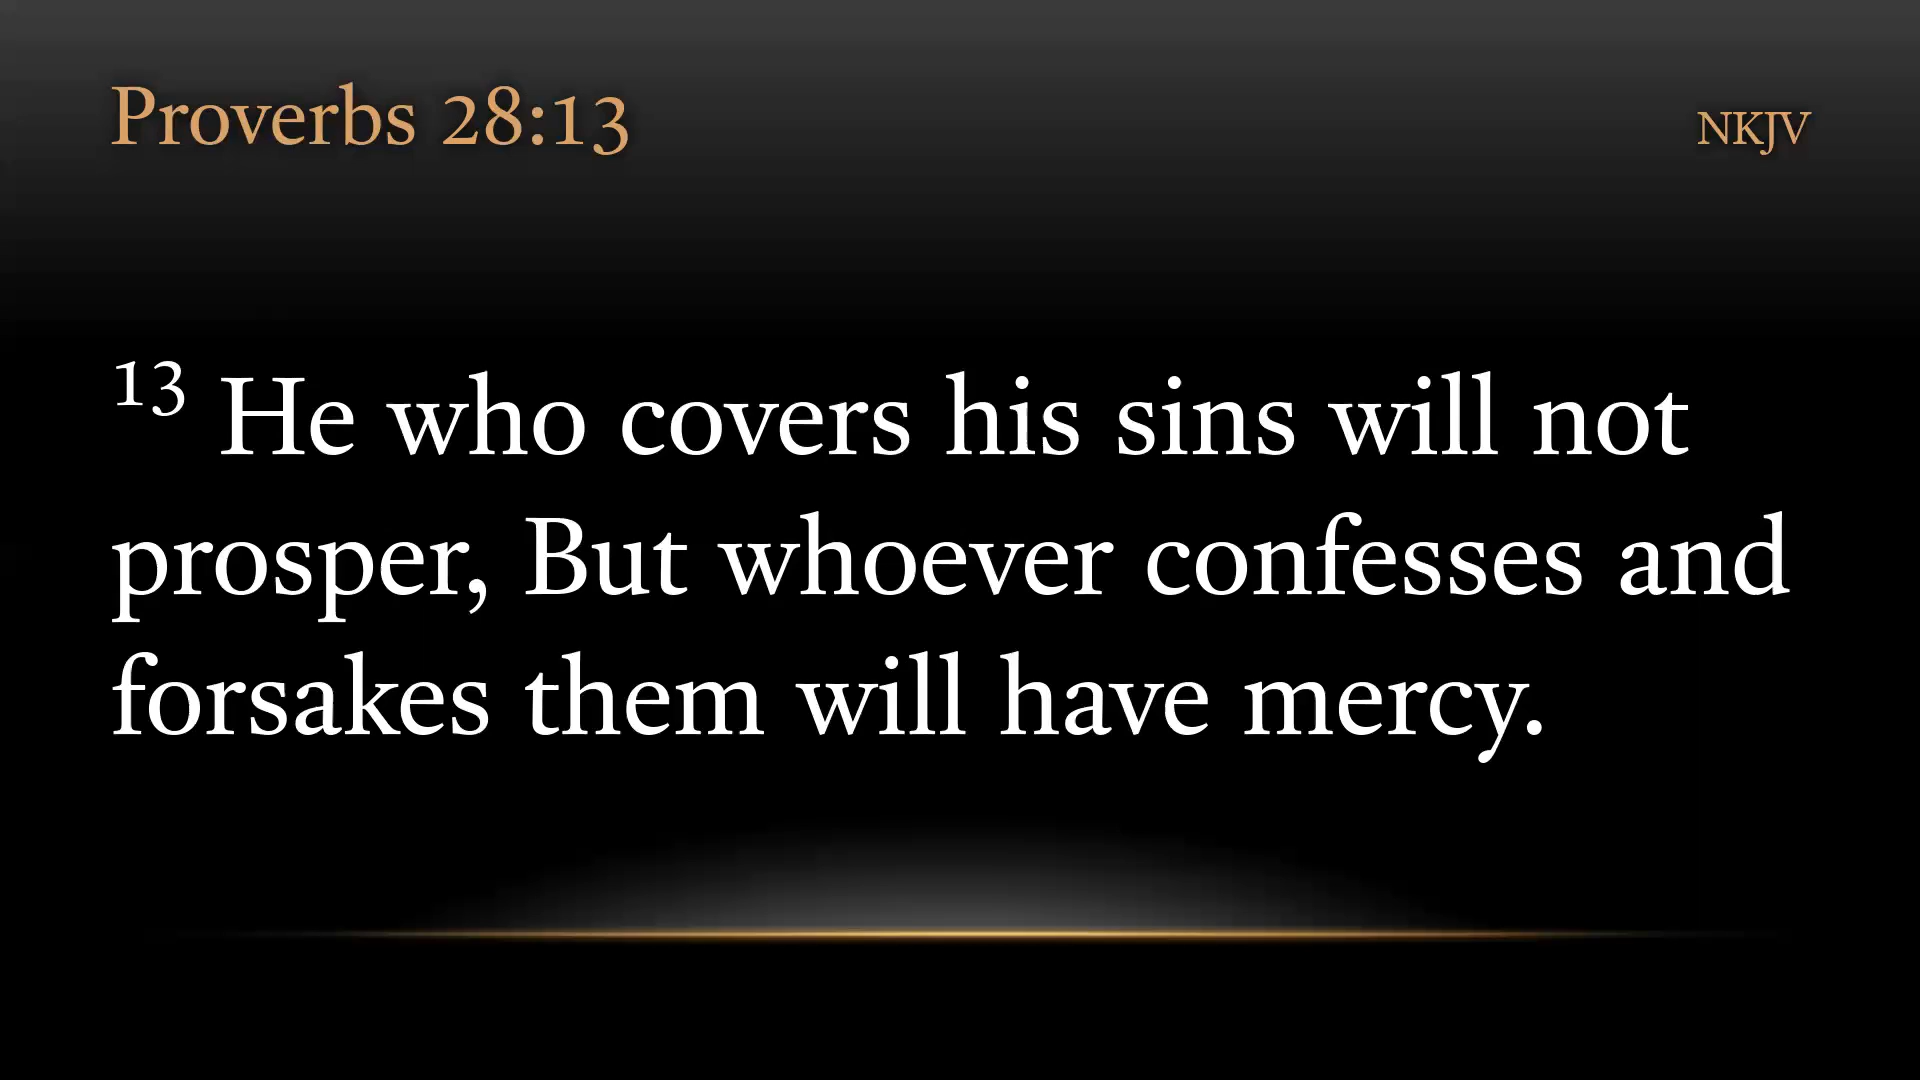 Proverbs 28:13
NKJV
13 He who covers his sins will not
prosper, But whoever confesses and
forsakes them will have mercy.